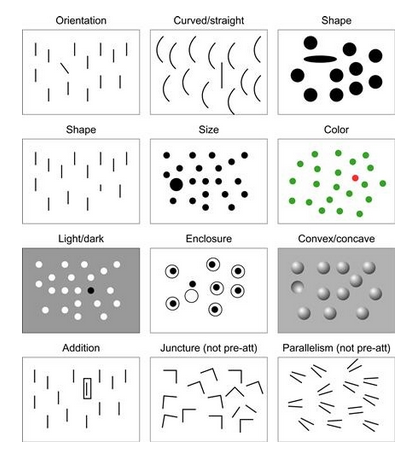 Orientation
Curved/straight
Shape
Shape
Size
Color
Light/dark
Enclosure
Convex/concave
Addition
Juncture (not pre-att)
Parallelism (not pre-att)